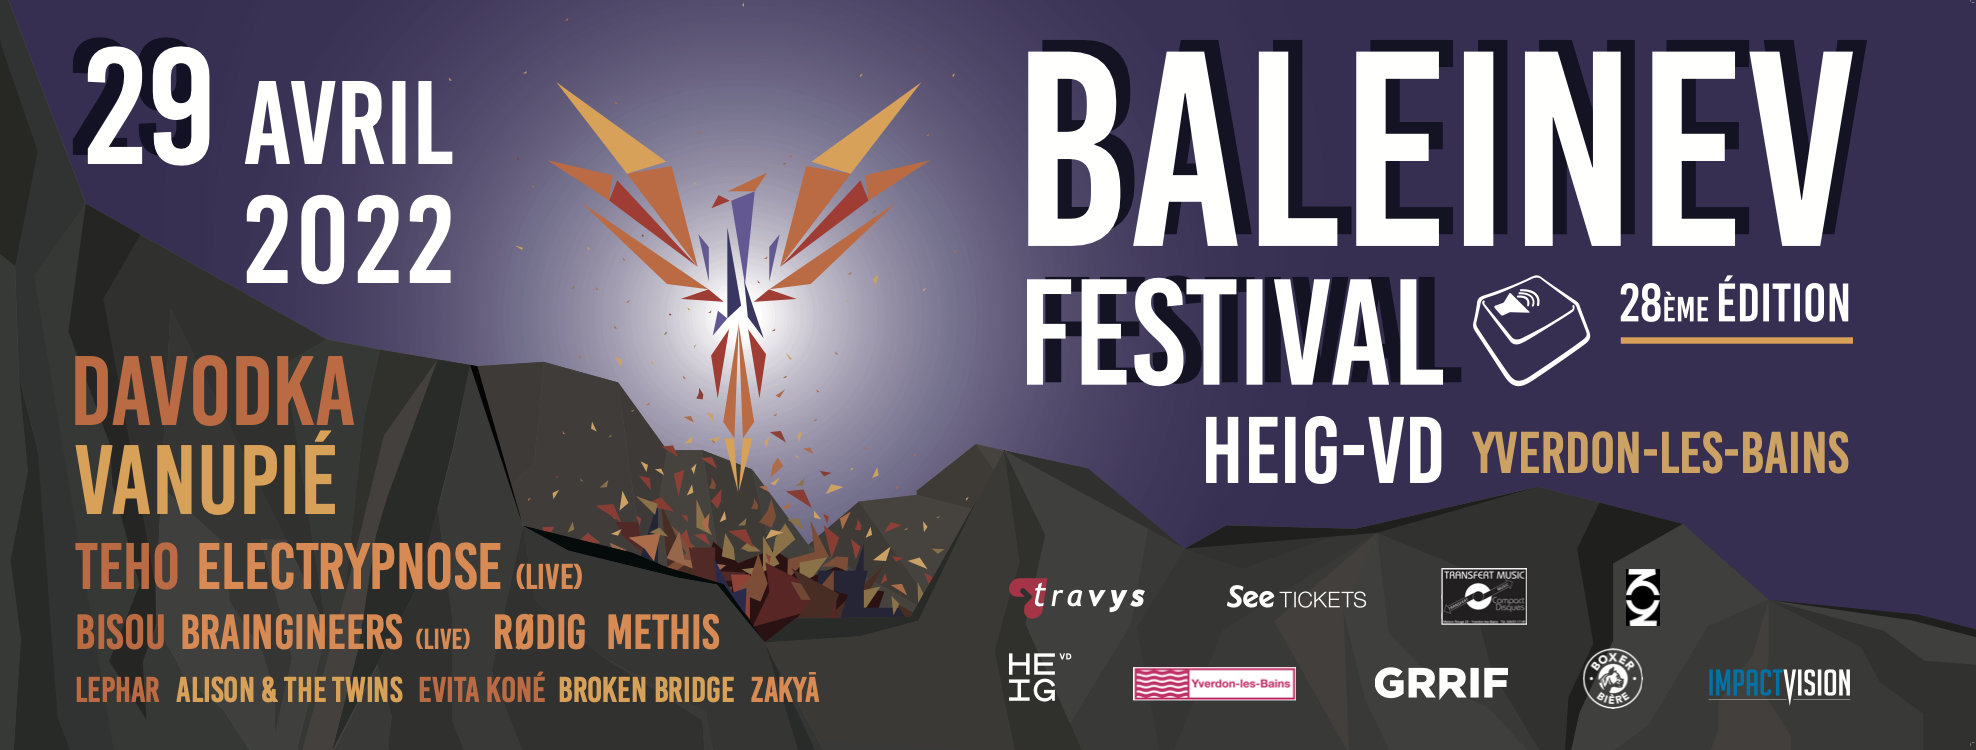 29 AVRIL
2022
BALEINEV
FESTIVAL
28ÈME ÉDITION
HEIG-VD YVERDON-LES-BAINS
DAVODKA
VANUPIÉ
TEHO ELECTRYPNOSE (LIVE)
BISOU BRAINGINEERS (LIVE) RØDIG METHIS
LEPHAR ALISON & THE TWINS EVITA KONÉ BROKEN BRIDGE ZAKYĀ
travys
See TICKETS
TRANSFERT MUSIC
Compact
Disques
HE VD
IG
Yverdon-les-Bains
GRRIF
BOXER
BIÈRE
IMPACTVISION